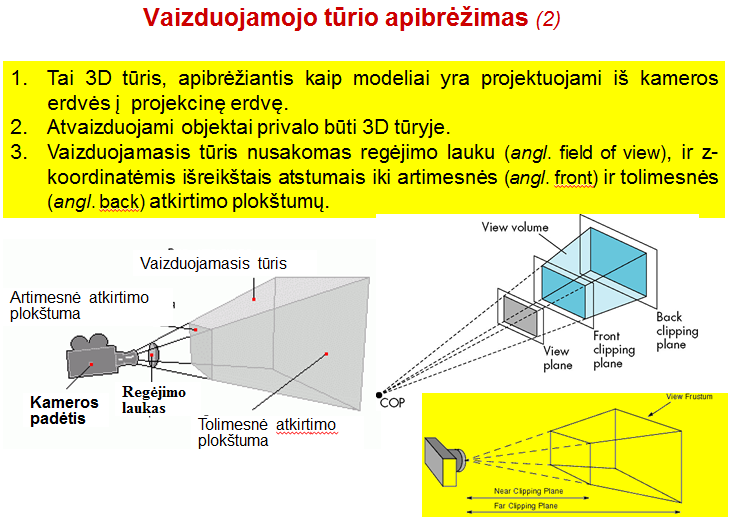 Vaizduojamojo tūrio apibrėžimas (2)
1. Tai 3D tūris, apibrėžiantis kaip modeliai yra projektuojami iš kameros
erdvės į projekcinę erdvę.
2. Atvaizduojami objektai privalo būti 3D tūryje.
3. Vaizduojamasis tūris nusakomas regėjimo lauku (angl. field of view), ir z-
koordinatėmis išreikštais atstumais iki artimesnės (angl. front) ir tolimesnės
(angl. back) atkirtimo plokštumų.
Vaizduojamasis tūris
Artimesnė atkirtimo
plokštuma
Kameros
padėtis
Regėjimo
laukas
Tolimesnė atkirtimo
plokštuma
View volume
Back
clipping
plane
Front
clipping
plane
View
plane
COP
View Frustum
Near Clipping Plane
Far Clipping Plane